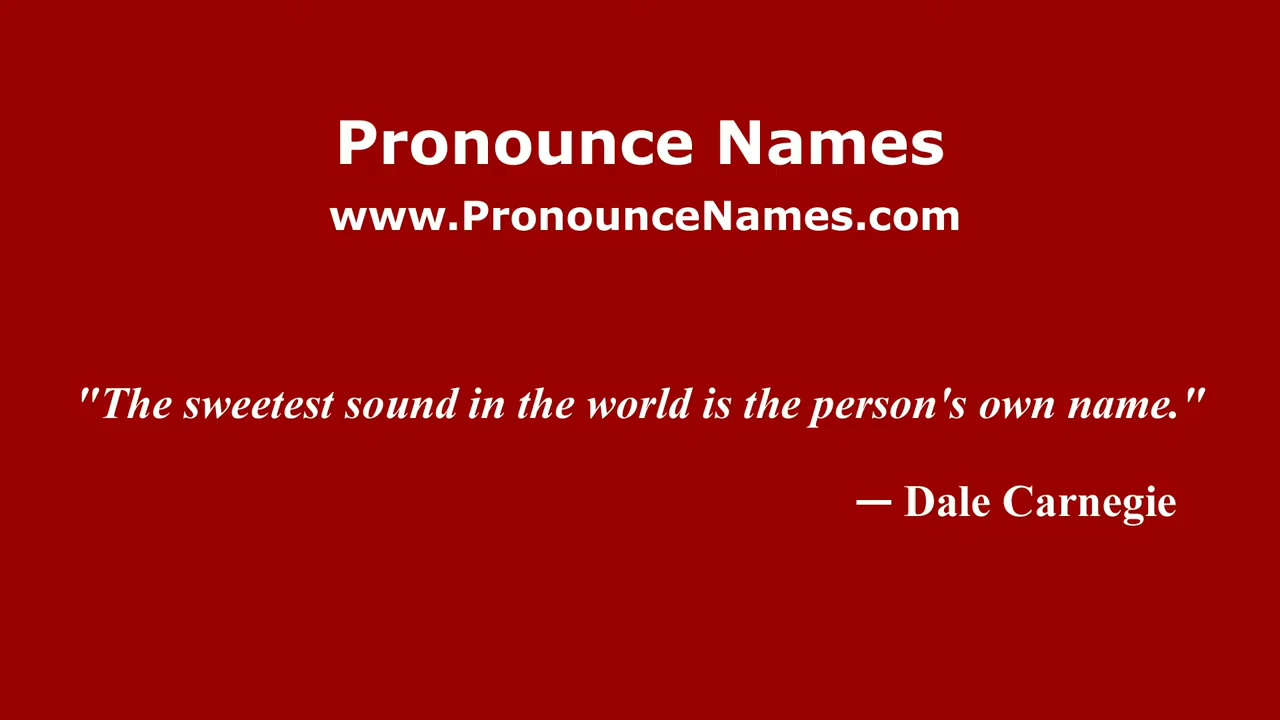 Pronounce Names
www.PronounceNames.com
"The sweetest sound in the world is the person's own name."
— Dale Carnegie